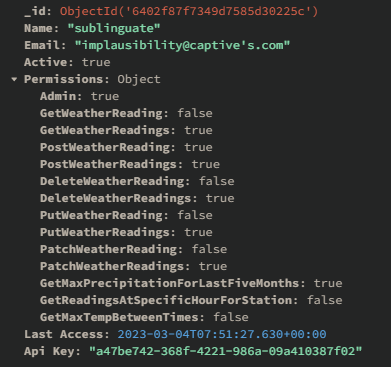 _id: ObjectId('6402f87f7349d7585d30225c')
Name: "sublinguate"
Email: "implausibility@captive's.com"
Active: true
Permissions: Object
Admin: true
GetWeatherReading: false
GetWeatherReadings: true
PostWeatherReading: true
PostWeatherReadings: true
DeleteWeatherReading: false
DeleteWeatherReadings: true
PutWeatherReading: false
PutWeatherReadings: true
PatchWeatherReading: false
PatchWeatherReadings: true
GetMaxPrecipitationForLastFiveMonths: true
GetReadingsAtSpecificHourForStation: false
GetMaxTempBetweenTimes: false
Last Access: 2023-03-04T07:51:27.630+00:00
Api Key: "a47be742-368f-4221-986a-09a410387f02"